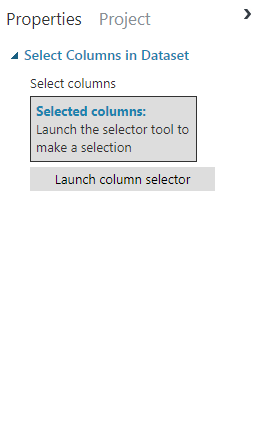 Properties Project
Select Columns in Dataset
Select columns
Selected columns:
Launch the selector tool to
make a selection
Launch column selector